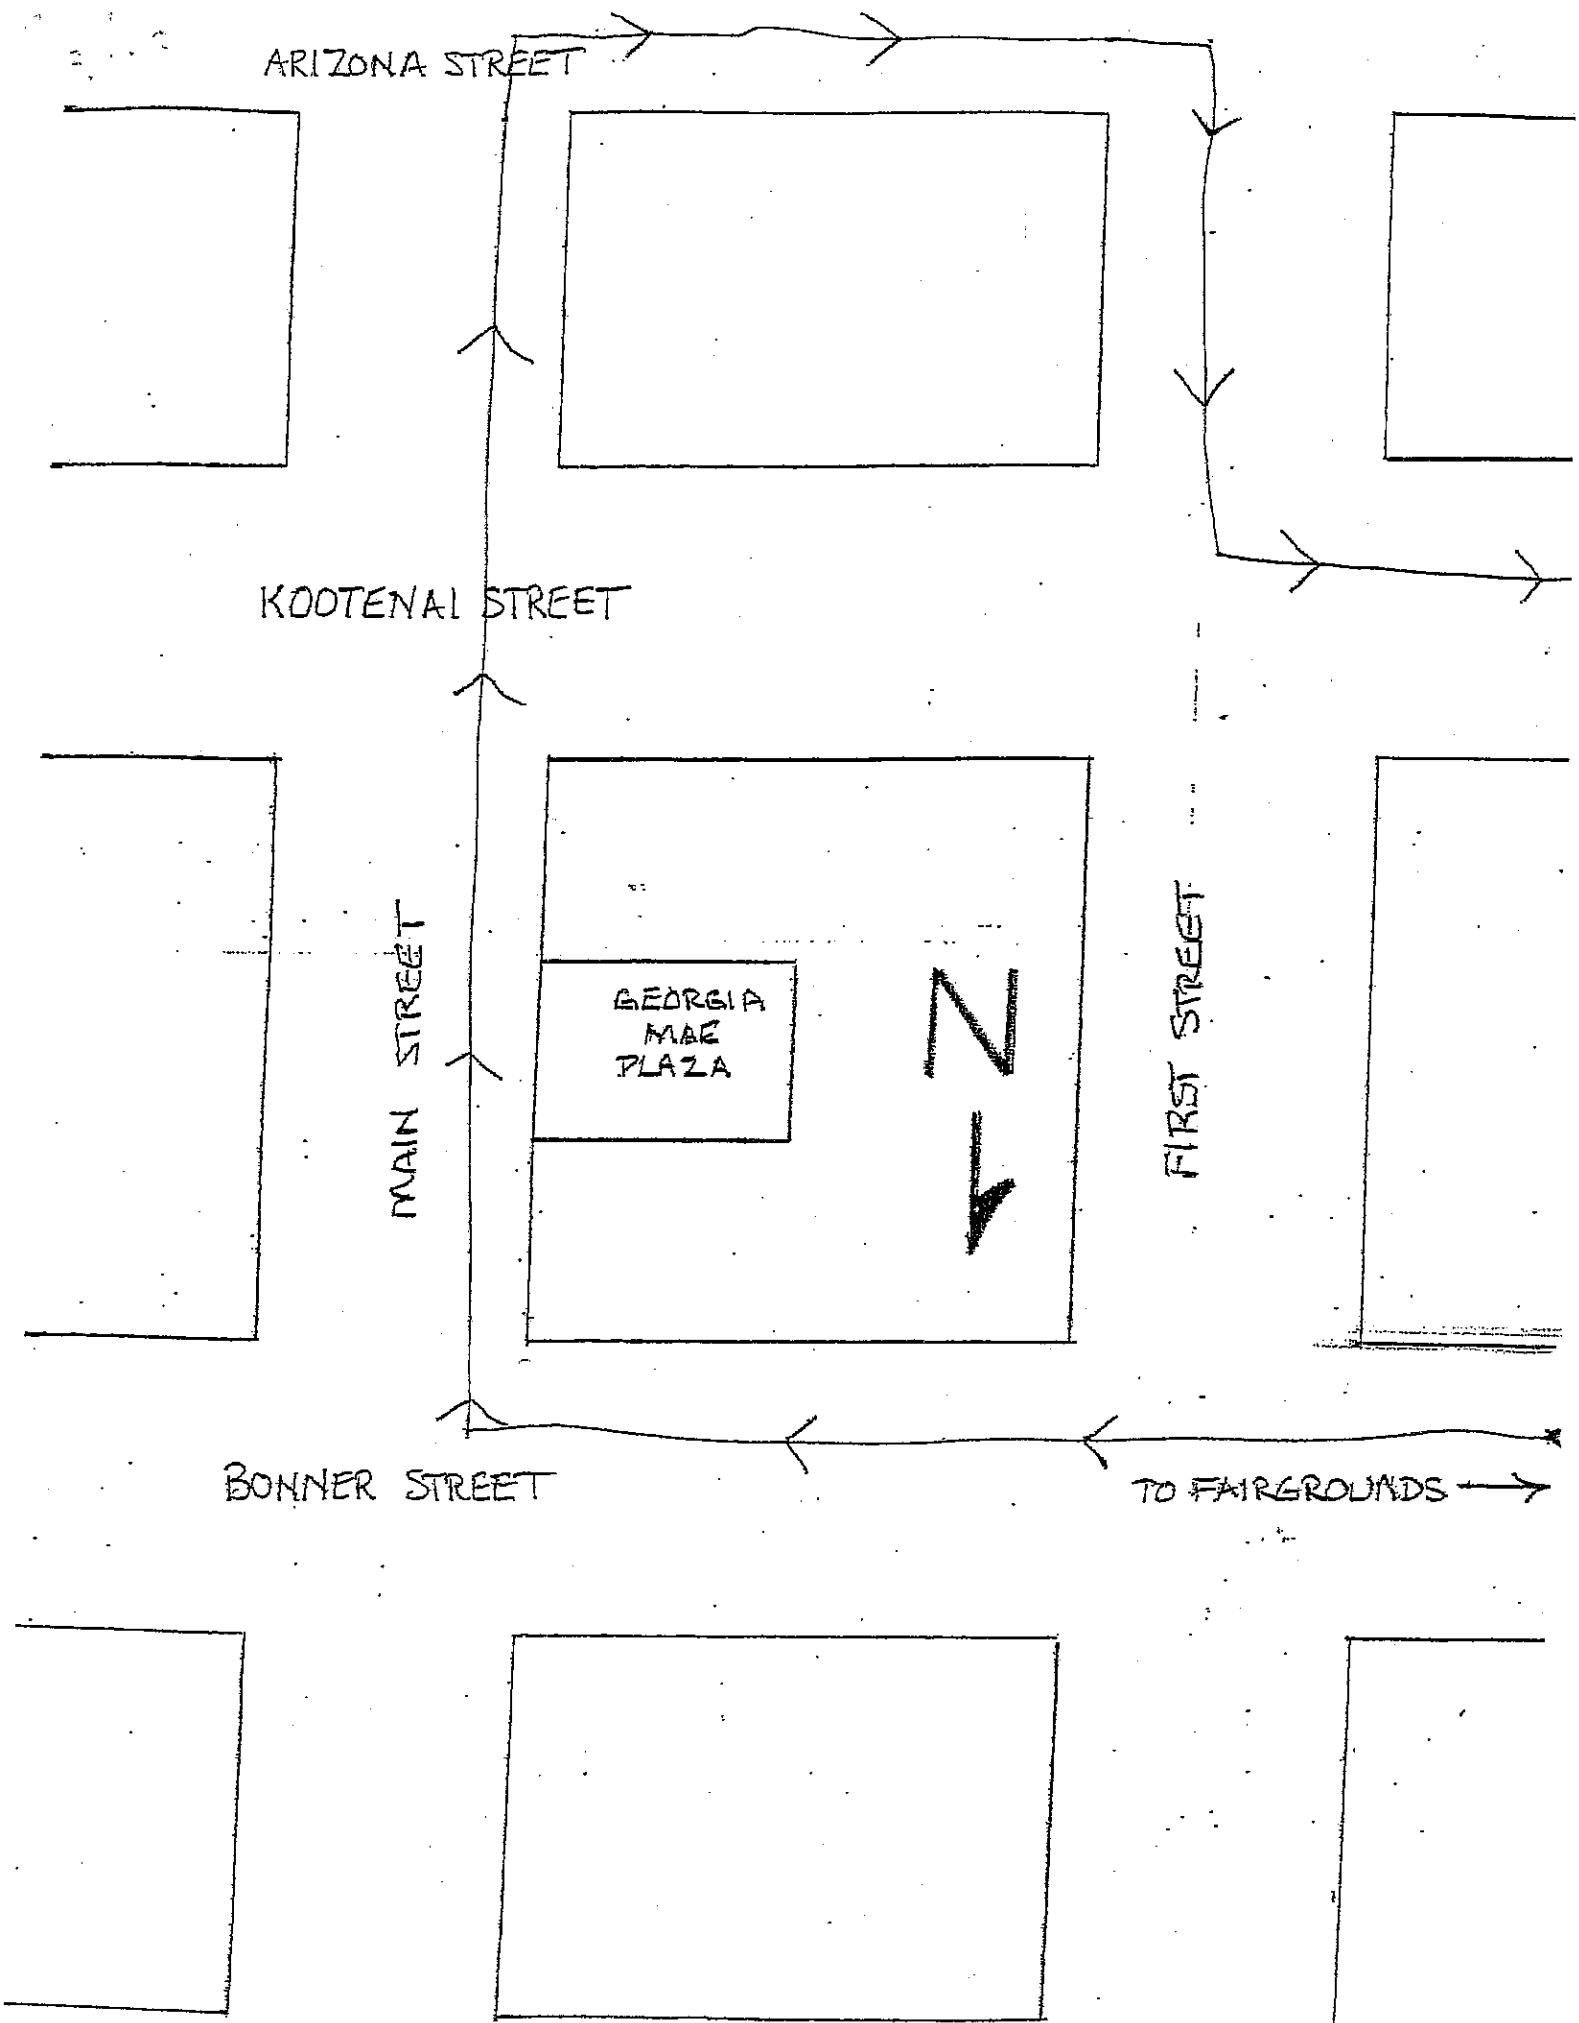 ARIZONA STREET
KOOTENAI STREET
MAIN STREET
GEORGIA
MAE
PLAZA
N
FIRST STREET
BONNER STREET
TO FAIRGROUNDS